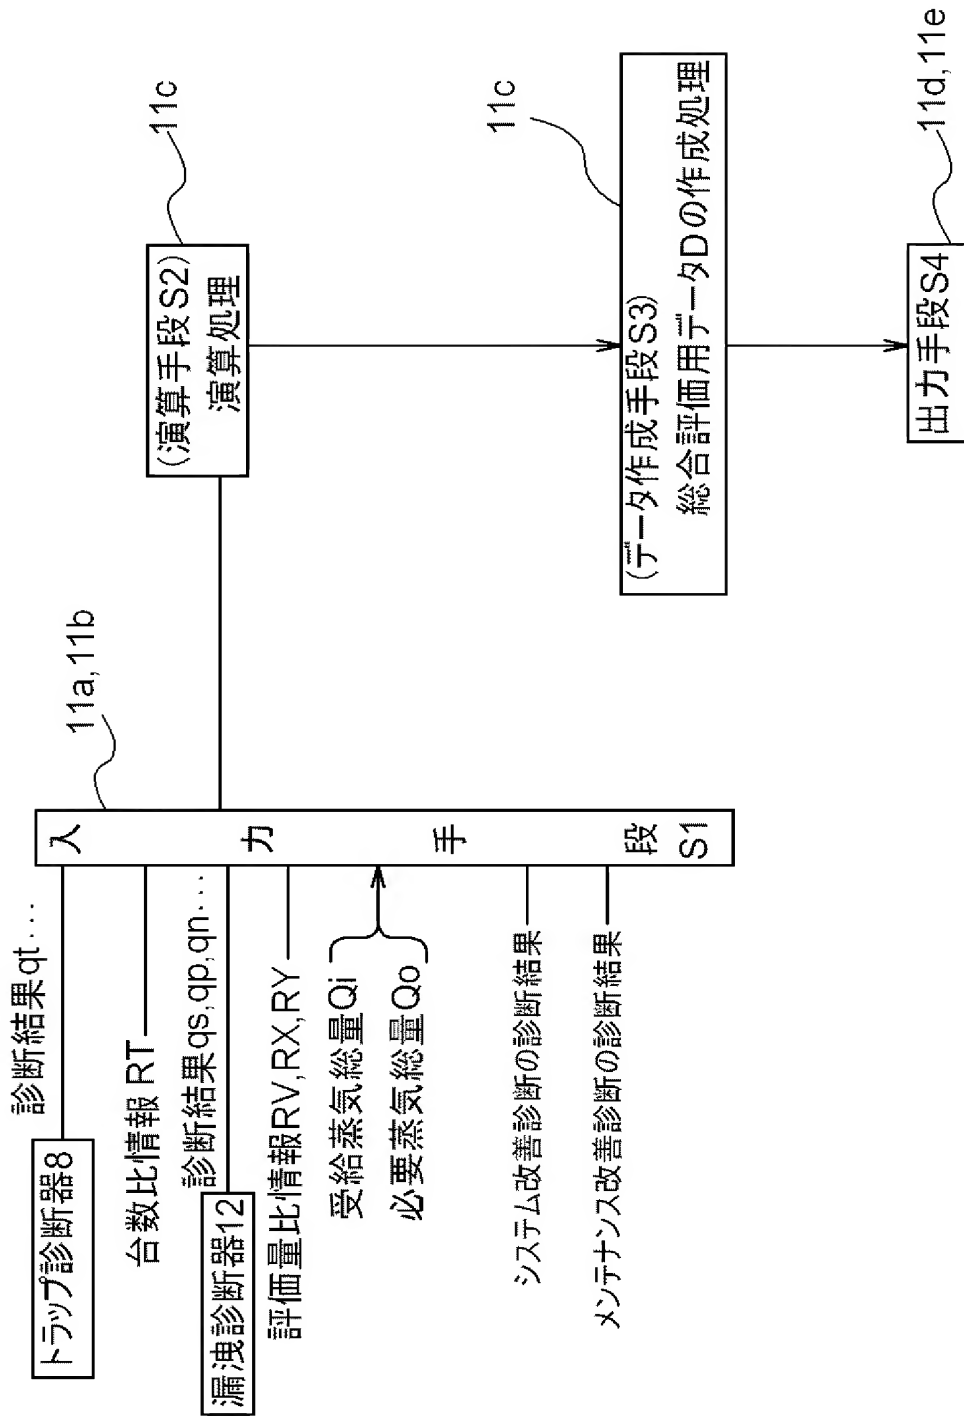 トラップ診断器8
診断結果qt···
台数比情報 RT
漏洩診断器12
診断結果qs,qp,qn···
評価量比情報RV,RX,RY
受給蒸気総量Qi
必要蒸気総量Qo
システム改善診断の診断結果
メンテナンス改善診断の診断結果
入力手段S1
11a,11b
(演算手段S2)
演算処理
11c
(データ作成手段S3)
総合評価用データDの作成処理
11c
出力手段S4
11d,11e